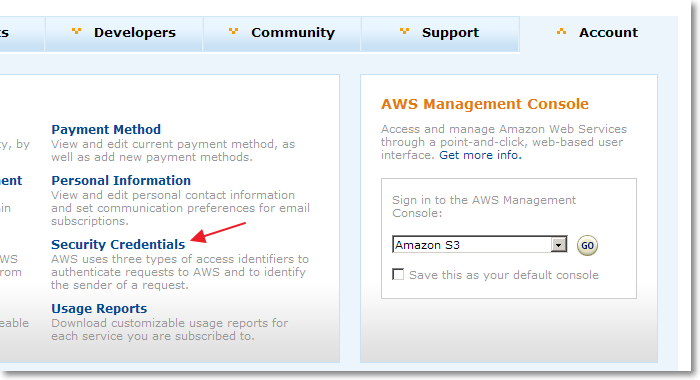 ts
Developers
Community
Support
Account
y, by
ent
in
WS
rom
eable
Payment Method
View and edit current payment method, as
well as add new payment methods.
Personal Information
View and edit personal contact information
and set communication preferences for email
subscriptions.
Security Credentials
AWS uses three types of access identifiers to
authenticate requests to AWS and to identify
the sender of a request.
Usage Reports
Download customizable usage reports for
each service you are subscribed to.
AWS Management Console
Access and manage Amazon Web Services
through a point-and-click, web-based user
interface. Get more info.
Sign in to the AWS Management
Console:
Amazon S3
GO
Save this as your default console